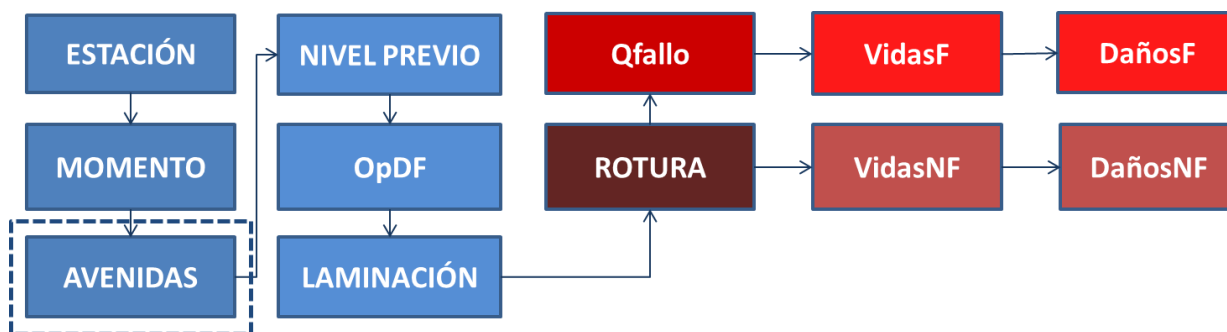 ESTACIÓN
MOMENTO
AVENIDAS
NIVEL PREVIO
OpDF
LAMINACIÓN
Qfallo
ROTURA
VidasF
VidasNF
DañosF
DañosNF